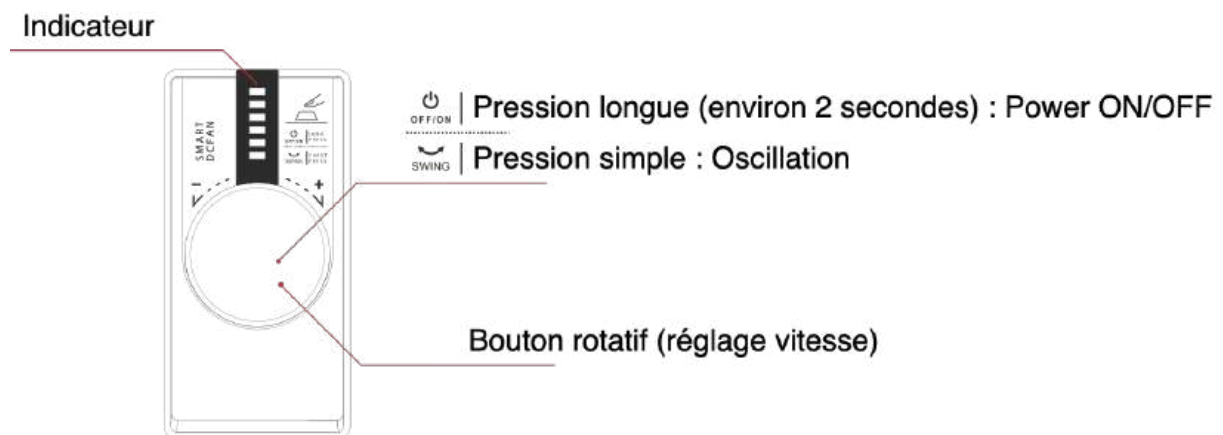 Indicateur
OFF/ON Pression longue (environ 2 secondes) : Power ON/OFF
SWING Pression simple : Oscillation
SMART
DCFAN
- +
Bouton rotatif (réglage vitesse)